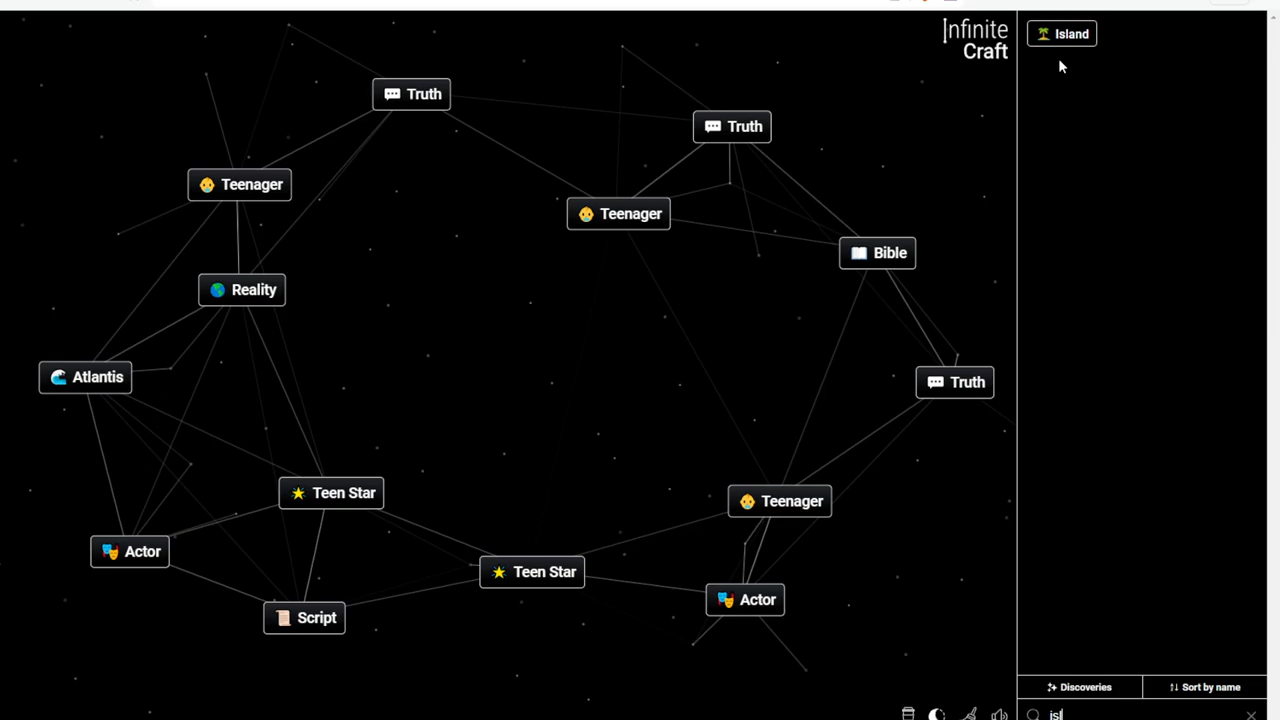 Infinite
Craft
Island
Truth
Truth
Teenager
Teenager
Bible
Reality
Atlantis
Truth
Teen Star
Teenager
Actor
Teen Star
Actor
Script
Discoveries
Sort by name
isl